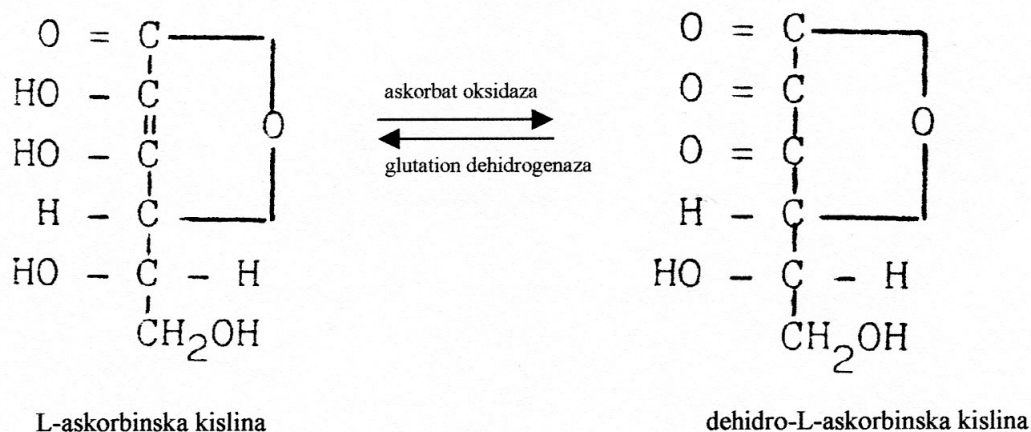 O = C O = C
HO – C askorbat oksidaza O = C
O O
HO – C glutation dehidrogenaza O = C
H – C H – C
HO – C – H HO – C – H
CH2OH CH2OH
L-askorbinska kislina dehidro-L-askorbinska kislina